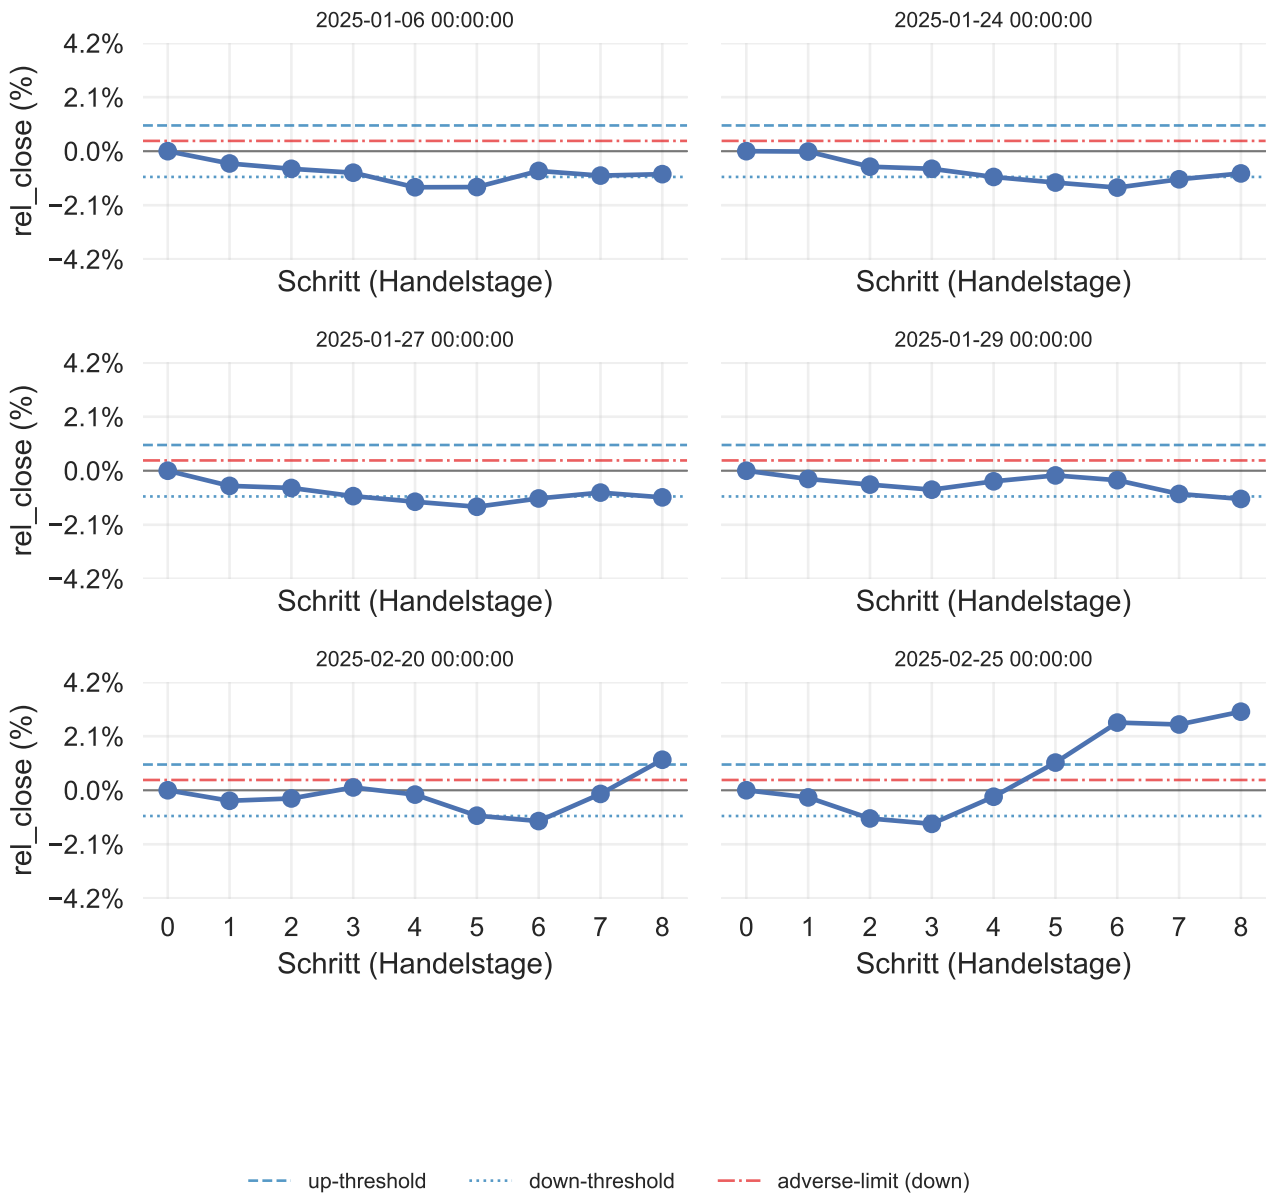 2025-01-06 00:00:00
2025-01-24 00:00:00
rel_close (%)
4.2%
2.1%
0.0%
−2.1%
−4.2%
Schritt (Handelstage)
Schritt (Handelstage)
2025-01-27 00:00:00
2025-01-29 00:00:00
rel_close (%)
4.2%
2.1%
0.0%
−2.1%
−4.2%
Schritt (Handelstage)
Schritt (Handelstage)
2025-02-20 00:00:00
2025-02-25 00:00:00
rel_close (%)
4.2%
2.1%
0.0%
−2.1%
−4.2%
0 1 2 3 4 5 6 7 8
0 1 2 3 4 5 6 7 8
Schritt (Handelstage)
Schritt (Handelstage)
up-threshold
down-threshold
adverse-limit (down)